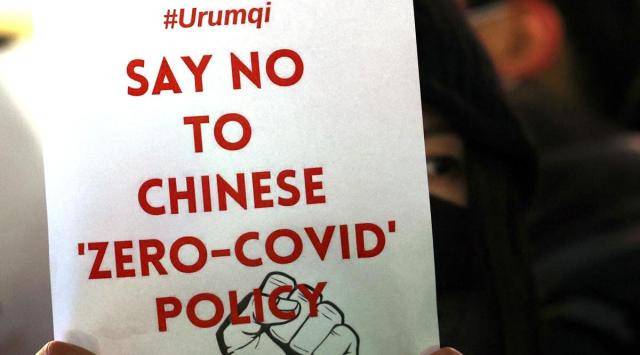 #Urumqi
SAY NO
TO
CHINESE
'ZERO-COVID'
POLICY